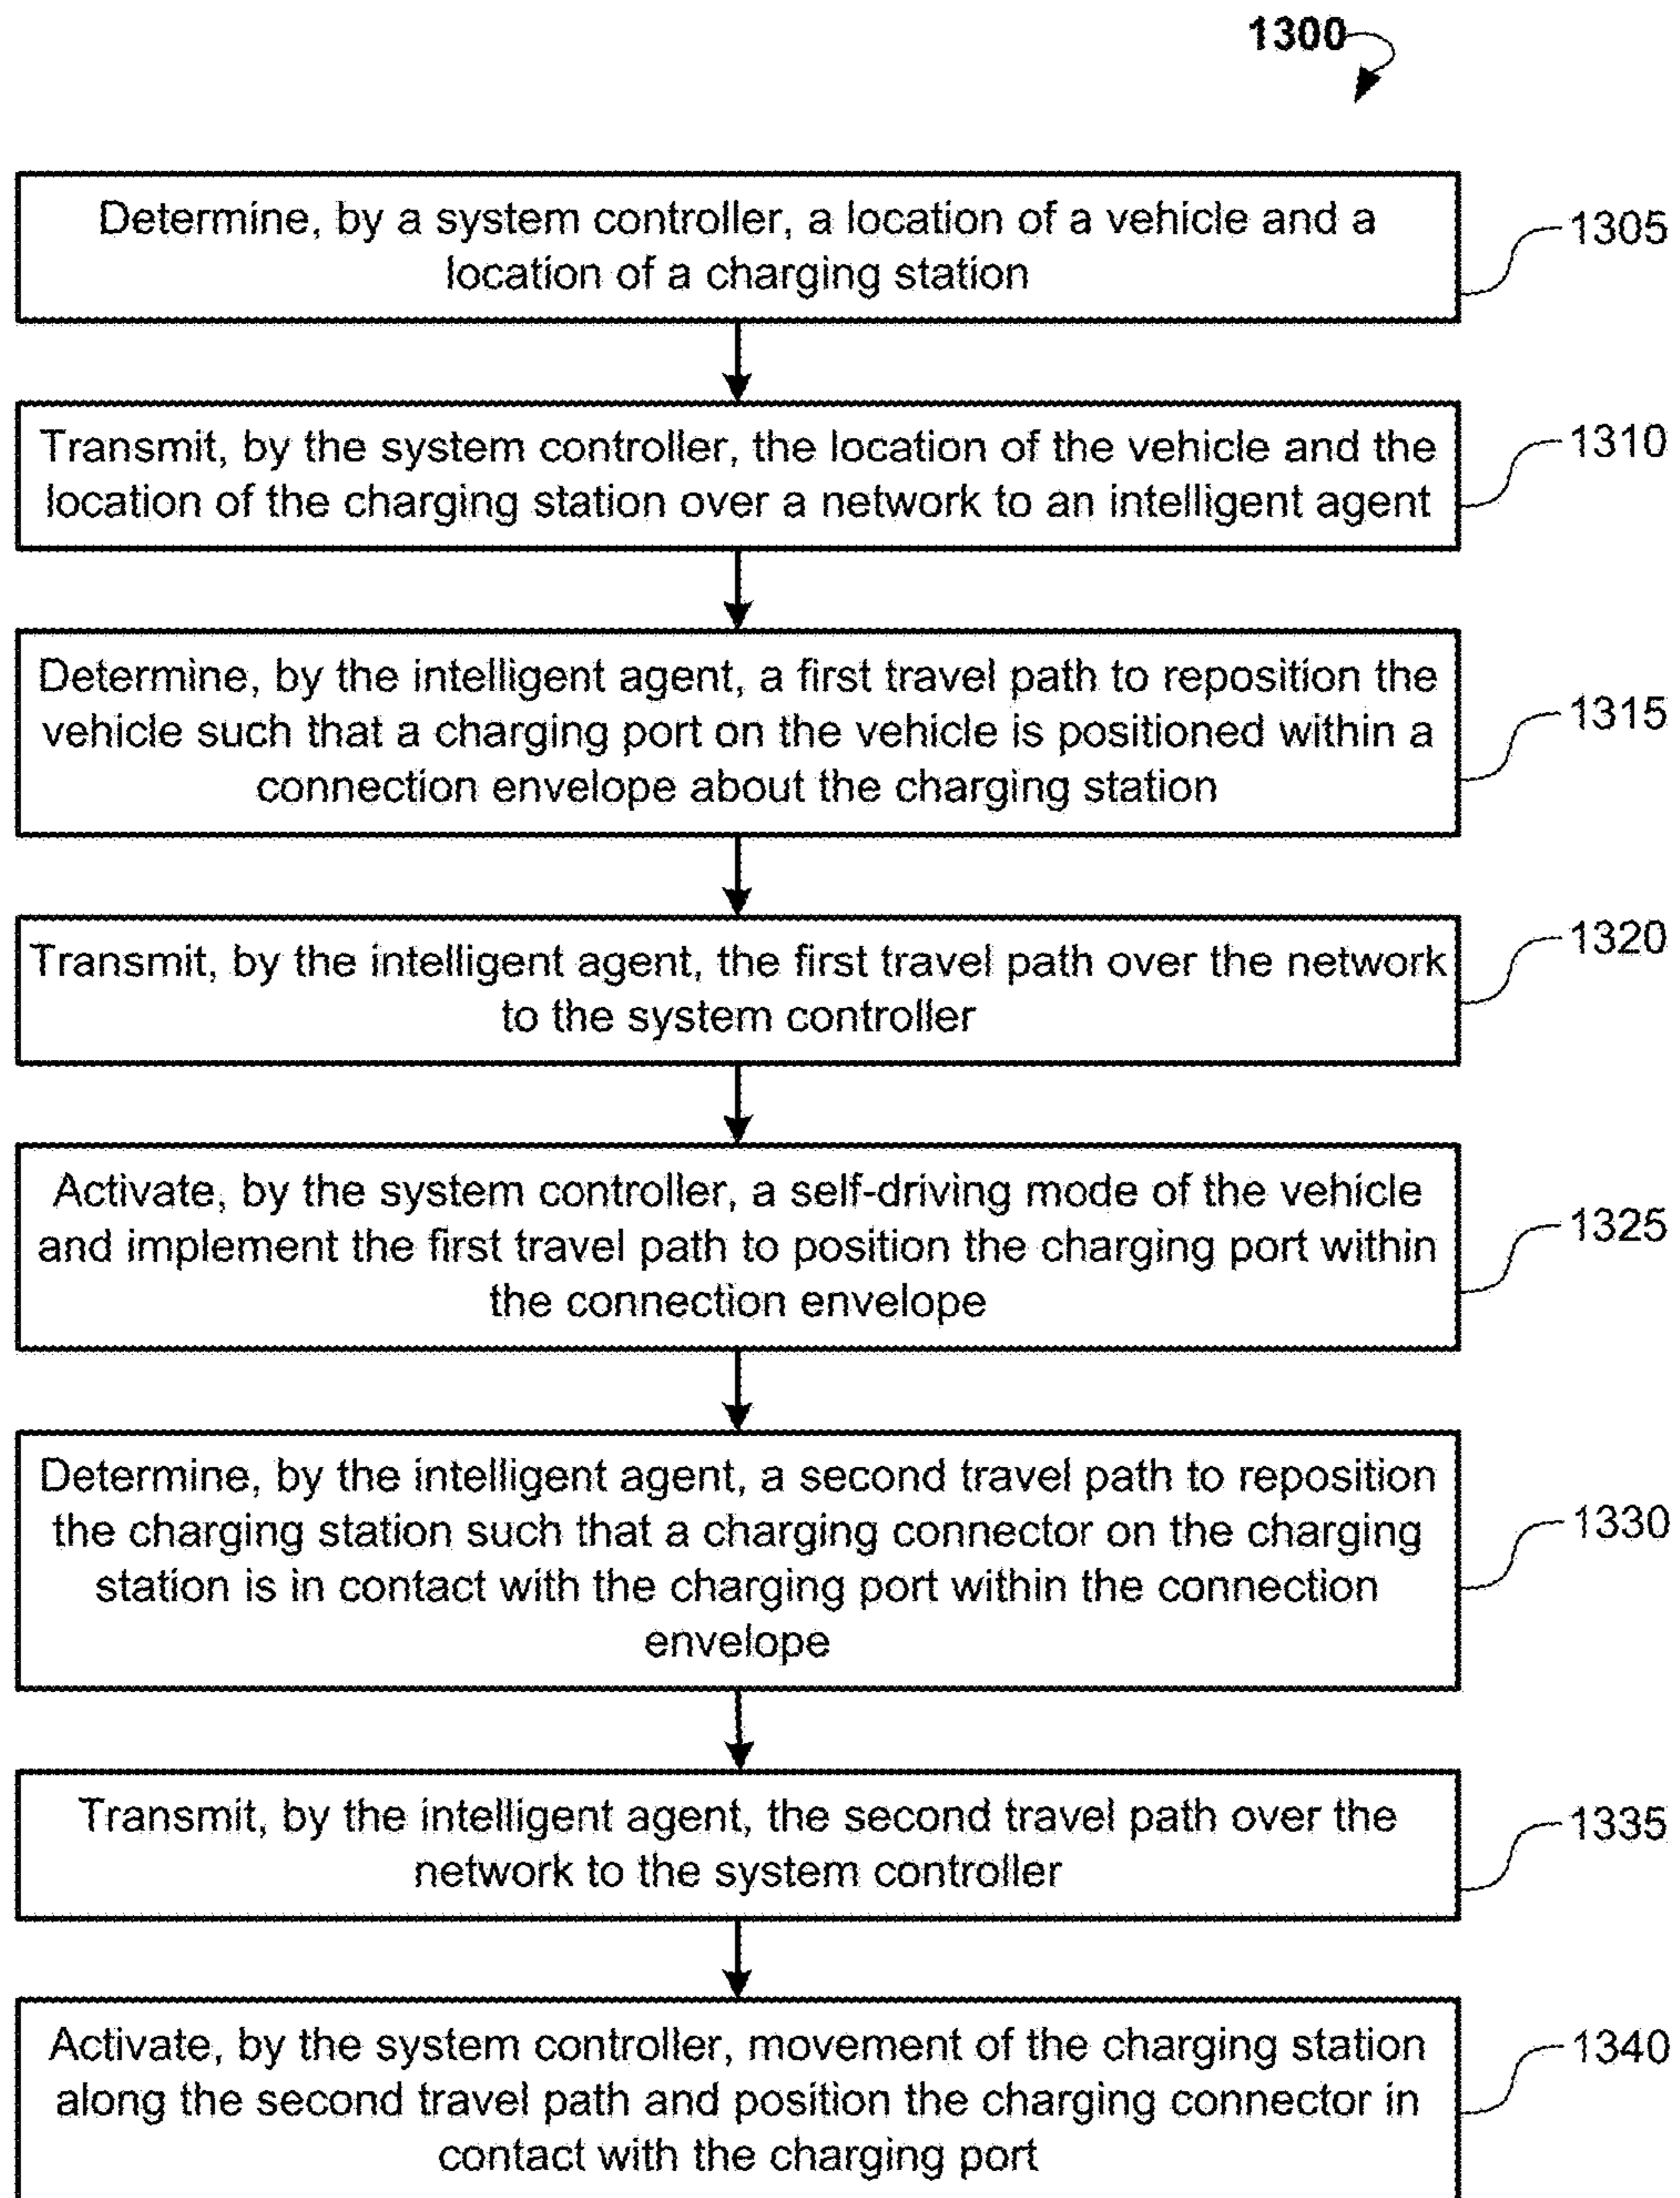 1300
Determine, by a system controller, a location of a vehicle and a
location of a charging station
1305
Transmit, by the system controller, the location of the vehicle and the
location of the charging station over a network to an intelligent agent
1310
Determine, by the intelligent agent, a first travel path to reposition the
vehicle such that a charging port on the vehicle is positioned within a
connection envelope about the charging station
1315
Transmit, by the intelligent agent, the first travel path over the network
to the system controller
1320
Activate, by the system controller, a self-driving mode of the vehicle
and implement the first travel path to position the charging port within
the connection envelope
1325
Determine, by the intelligent agent, a second travel path to reposition
the charging station such that a charging connector on the charging
station is in contact with the charging port within the connection
envelope
1330
Transmit, by the intelligent agent, the second travel path over the
network to the system controller
1335
Activate, by the system controller, movement of the charging station
along the second travel path and position the charging connector in
contact with the charging port
1340